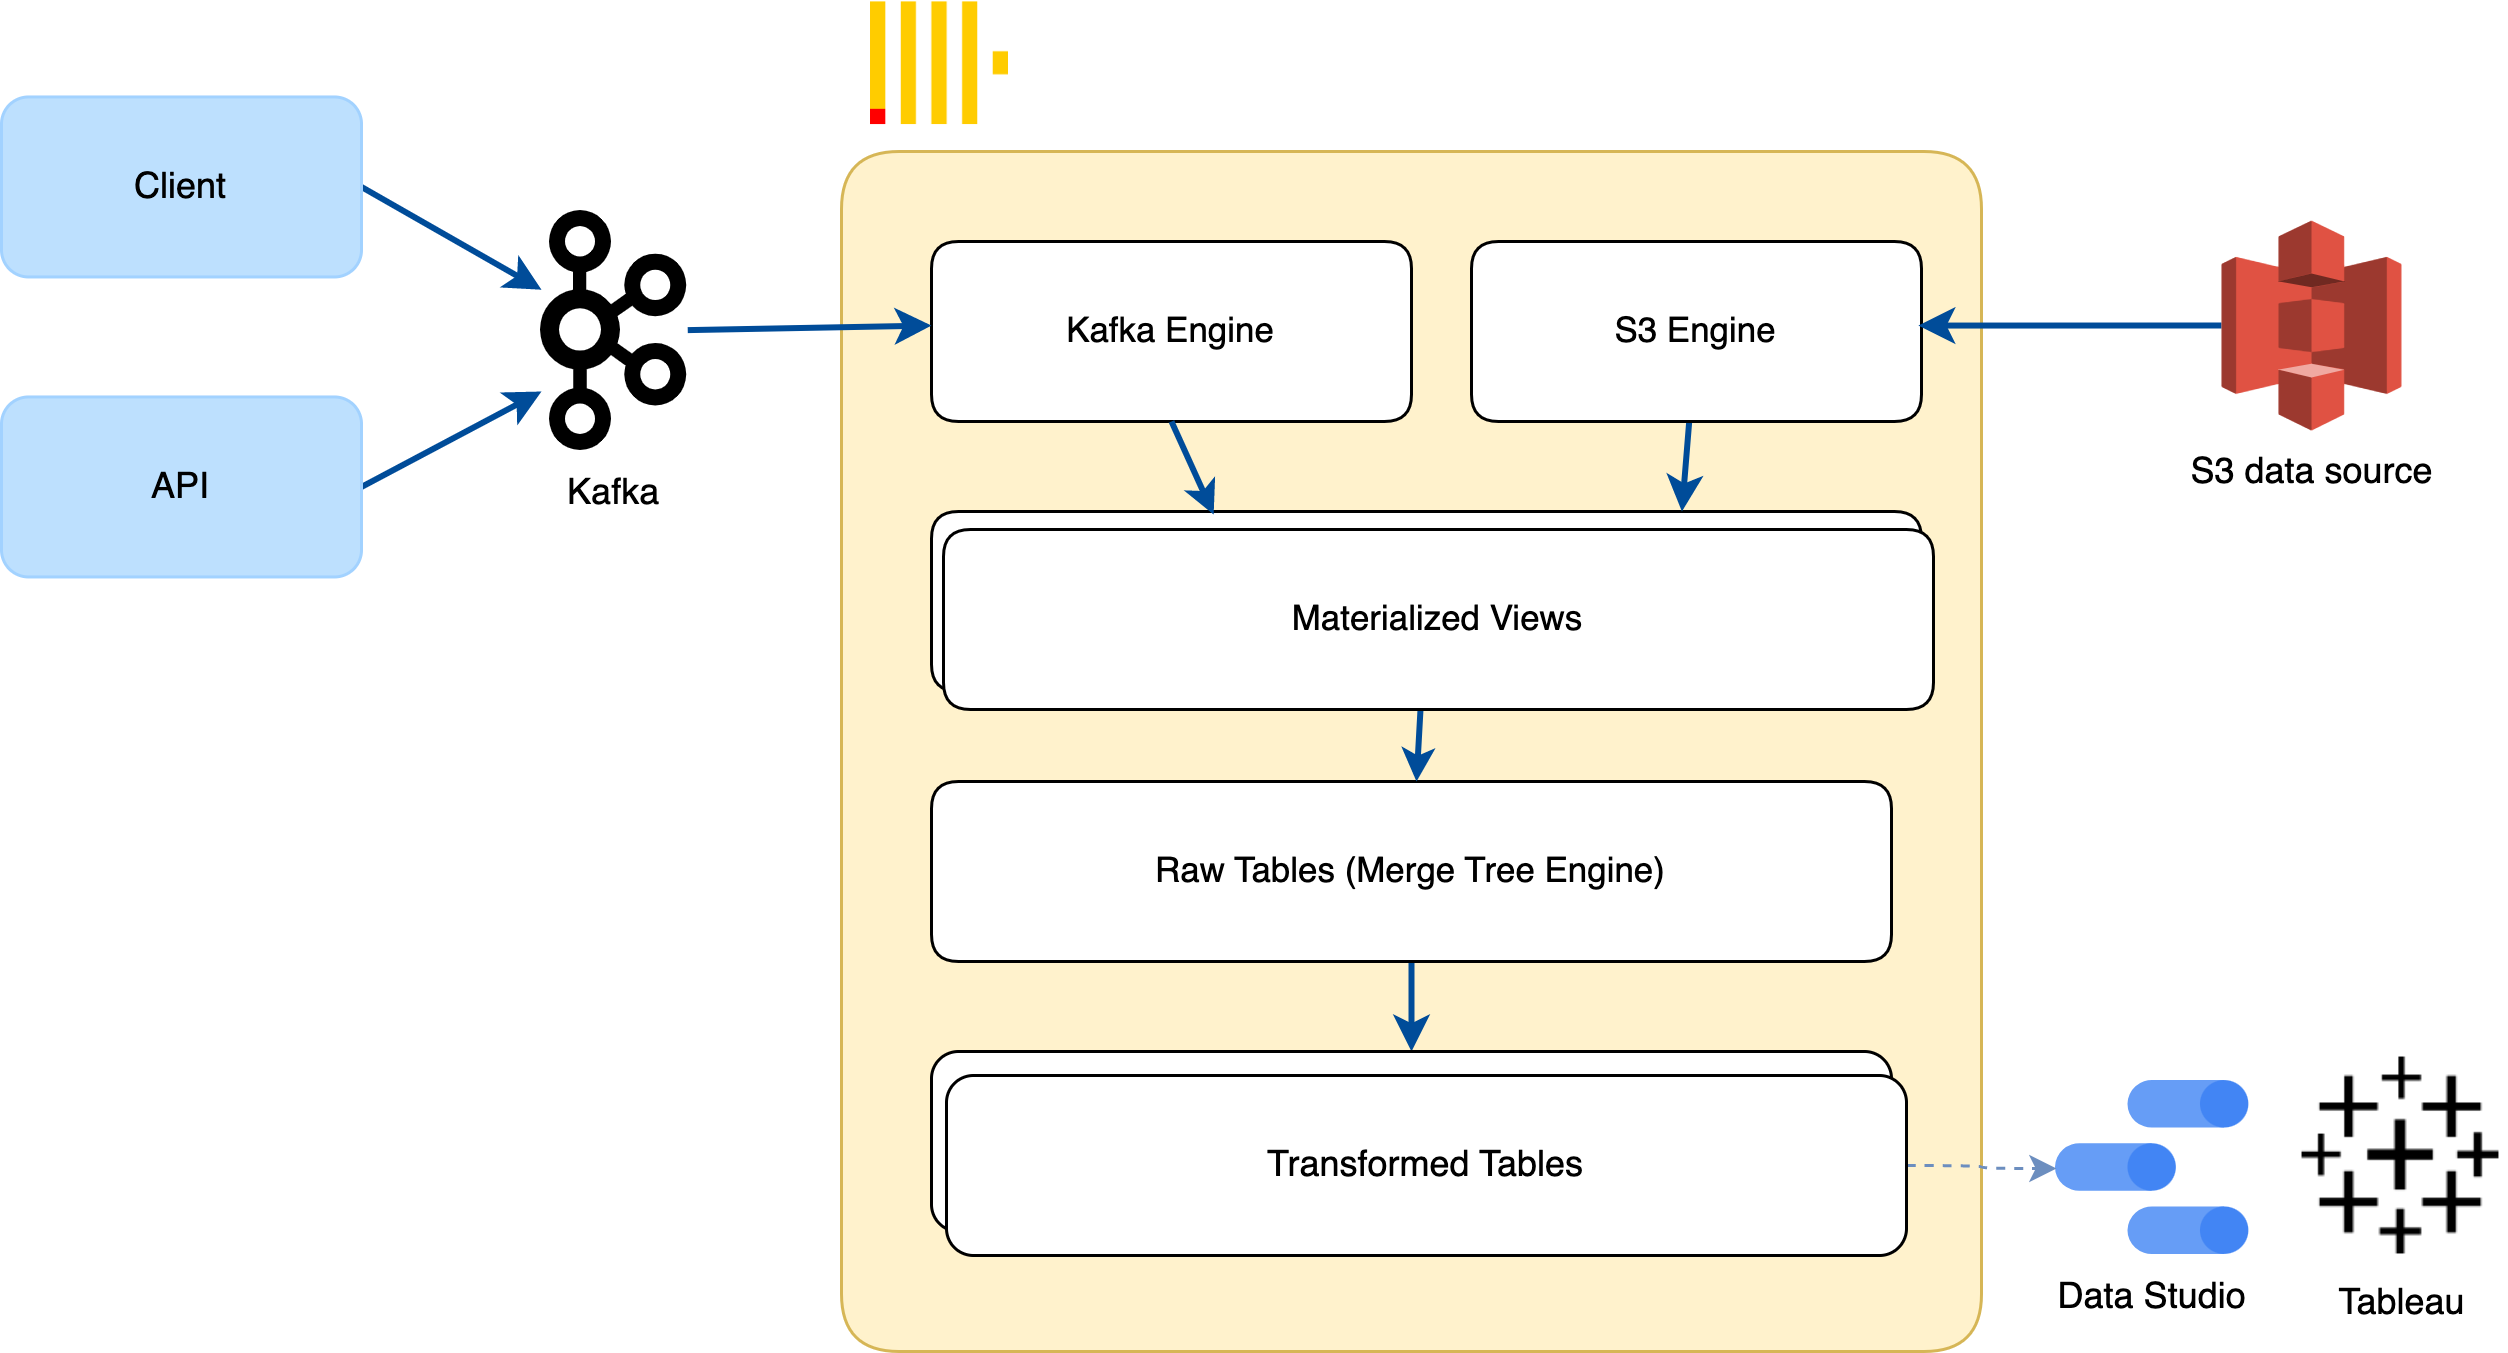 Client
API
Kafka
Kafka Engine
S3 Engine
S3 data source
Materialized Views
Raw Tables (Merge Tree Engine)
Transformed Tables
Data Studio
Tableau